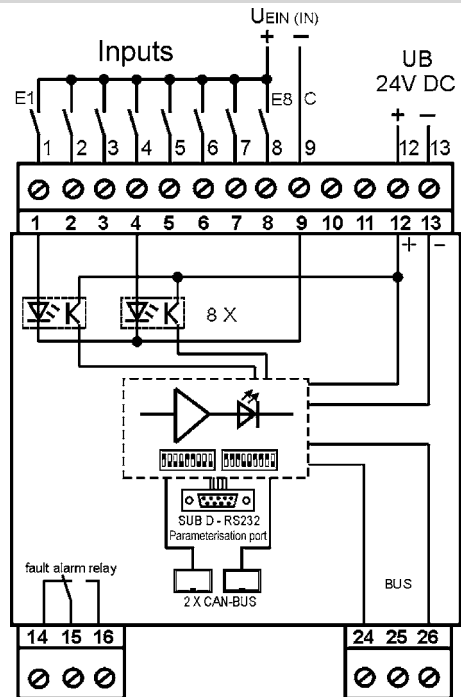 UEIN (IN)
+ −
Inputs
UB
24V DC
E1 E8 C
+ −
1 2 3 4 5 6 7 8 9 12 13
1 2 3 4 5 6 7 8 9 10 11 12 13
+ −
8 X
SUB D - RS232
Parameterisation port
fault alarm relay
2 X CAN-BUS
BUS
14 15 16
24 25 26